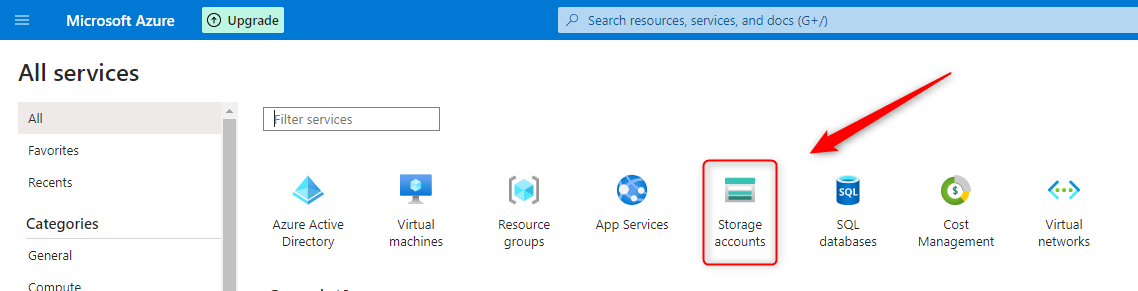 Microsoft Azure
Upgrade
Search resources, services, and docs (G+/)
All services
All
Favorites
Recents
Categories
General
Compute
Filter services
Azure Active
Directory
Virtual
machines
Resource
groups
App Services
Storage
accounts
SQL
SQL
databases
$
Cost
Management
Virtual
networks